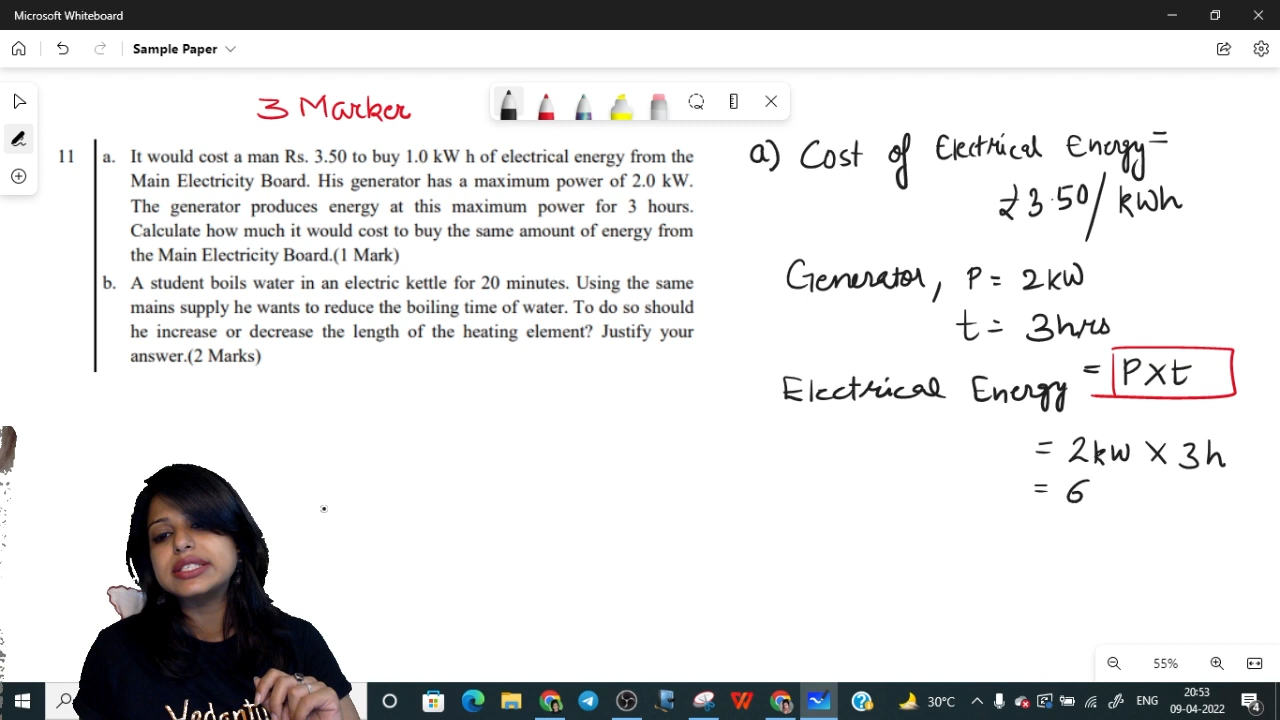 Microsoft Whiteboard
Sample Paper
3 Marker
11 a. It would cost a man Rs. 3.50 to buy 1.0 kW h of electrical energy from the
Main Electricity Board. His generator has a maximum power of 2.0 kW.
The generator produces energy at this maximum power for 3 hours.
Calculate how much it would cost to buy the same amount of energy from
the Main Electricity Board.(1 Mark)
b. A student boils water in an electric kettle for 20 minutes. Using the same
mains supply he wants to reduce the boiling time of water. To do so should
he increase or decrease the length of the heating element? Justify your
answer.(2 Marks)
a) Cost of Electrical Energy =
₹3.50/kWh
Generator, P = 2kW
t = 3hrs
Electrical Energy = P×t
= 2kW × 3h
= 6
Vedantu
55%
30°C
ENG
20:53
09-04-2022
4